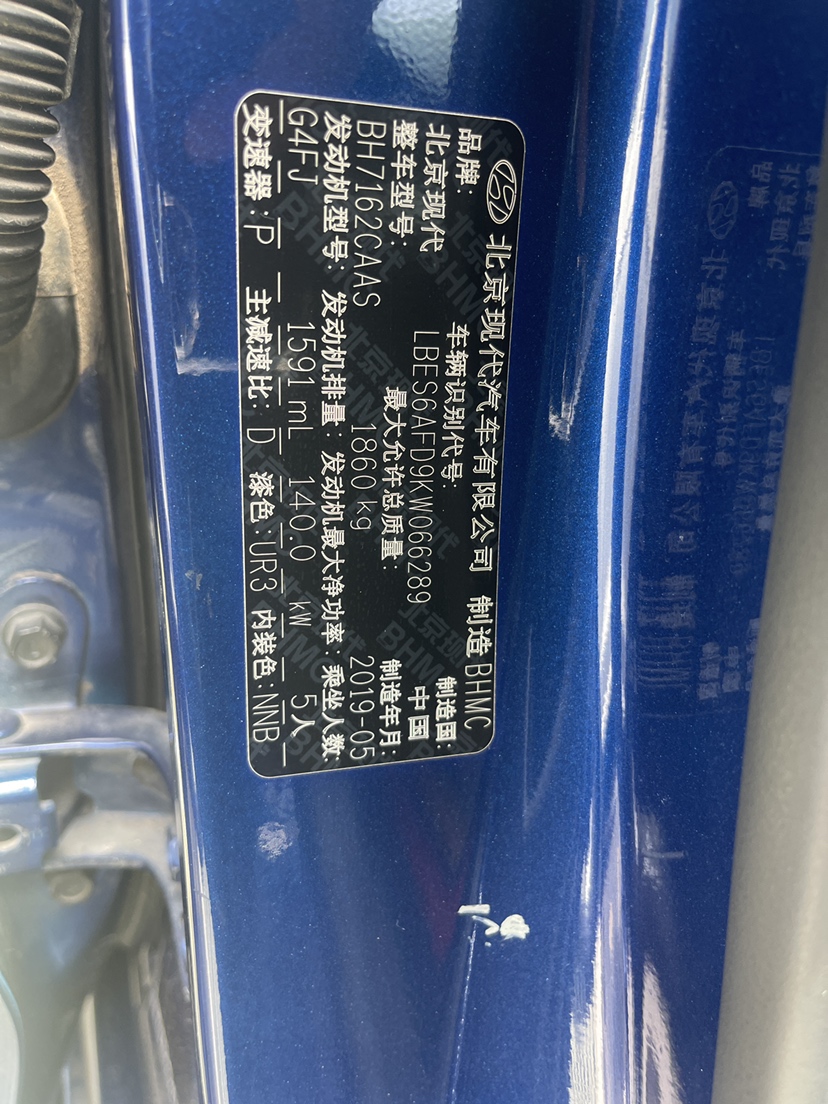 北京现代汽车有限公司 制造 BHMC
品牌: 车辆识别代号: 制造国:
北京现代 LBES6AFD9KW066289 中国
整车型号: 最大允许总质量: 制造年月:
BH7162CAAS 1860 kg 2019-05
发动机型号: 发动机排量: 发动机最大净功率: 乘坐人数:
G4FJ 1591 mL 140.0 kW 5 人
变速器: P 主减速比: D 漆色: UR3 内装色: NNB